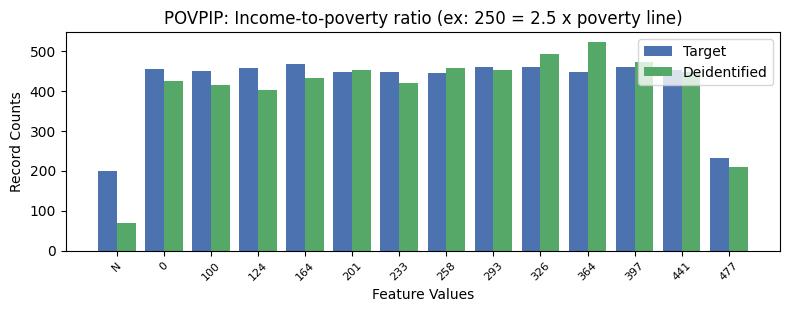 POVPIP: Income-to-poverty ratio (ex: 250 = 2.5 x poverty line)
Target
Deidentified
Record Counts
500
400
300
200
100
0
N 0 100 124 164 201 233 258 293 326 364 397 441 477
Feature Values